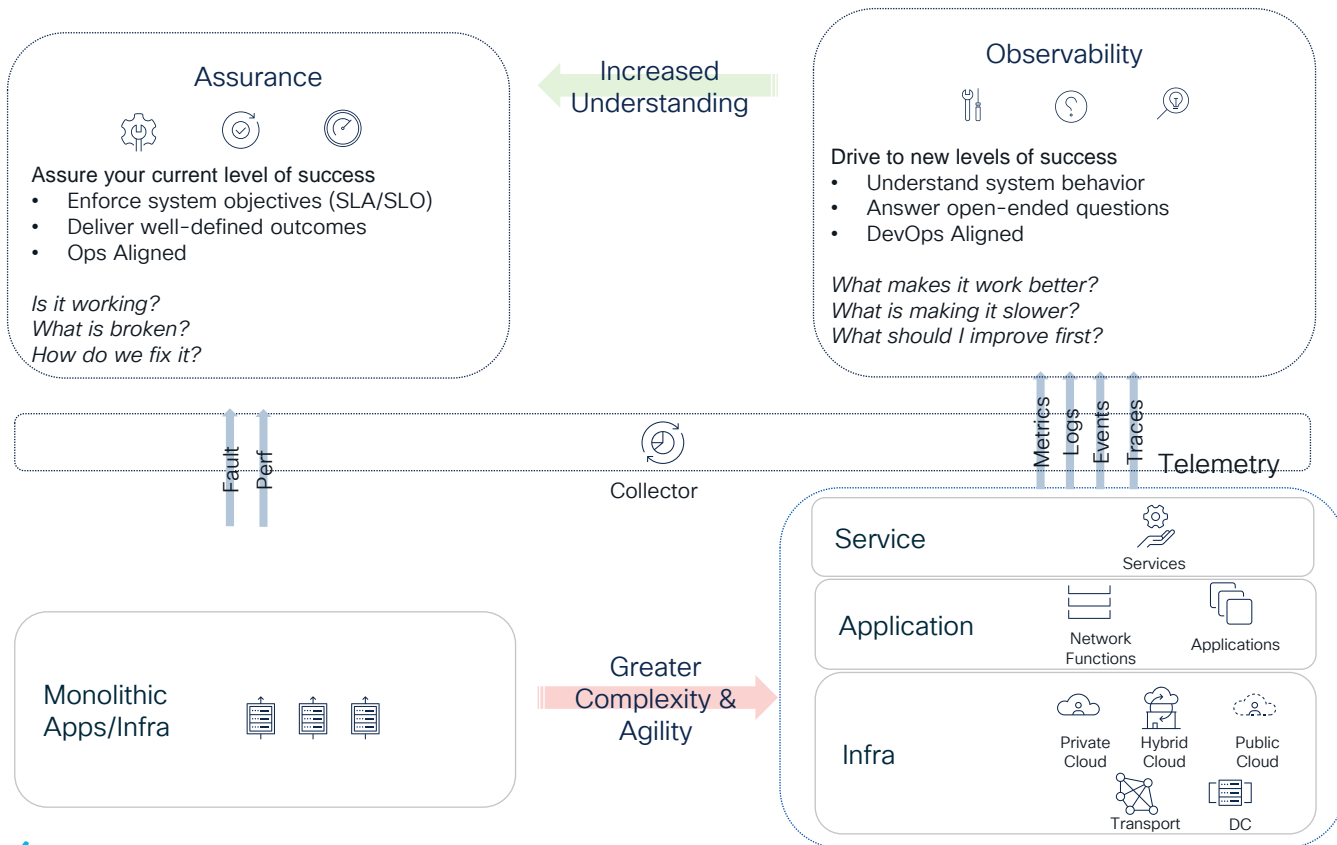 Assurance
Assure your current level of success
• Enforce system objectives (SLA/SLO)
• Deliver well-defined outcomes
• Ops Aligned
Is it working?
What is broken?
How do we fix it?
Increased
Understanding
Observability
Drive to new levels of success
• Understand system behavior
• Answer open-ended questions
• DevOps Aligned
What makes it work better?
What is making it slower?
What should I improve first?
Fault
Perf
Collector
Metrics
Logs
Events
Traces
Telemetry
Monolithic
Apps/Infra
Greater
Complexity &
Agility
Service
Services
Application
Network
Functions
Applications
Infra
Private
Cloud
Hybrid
Cloud
Public
Cloud
Transport
DC